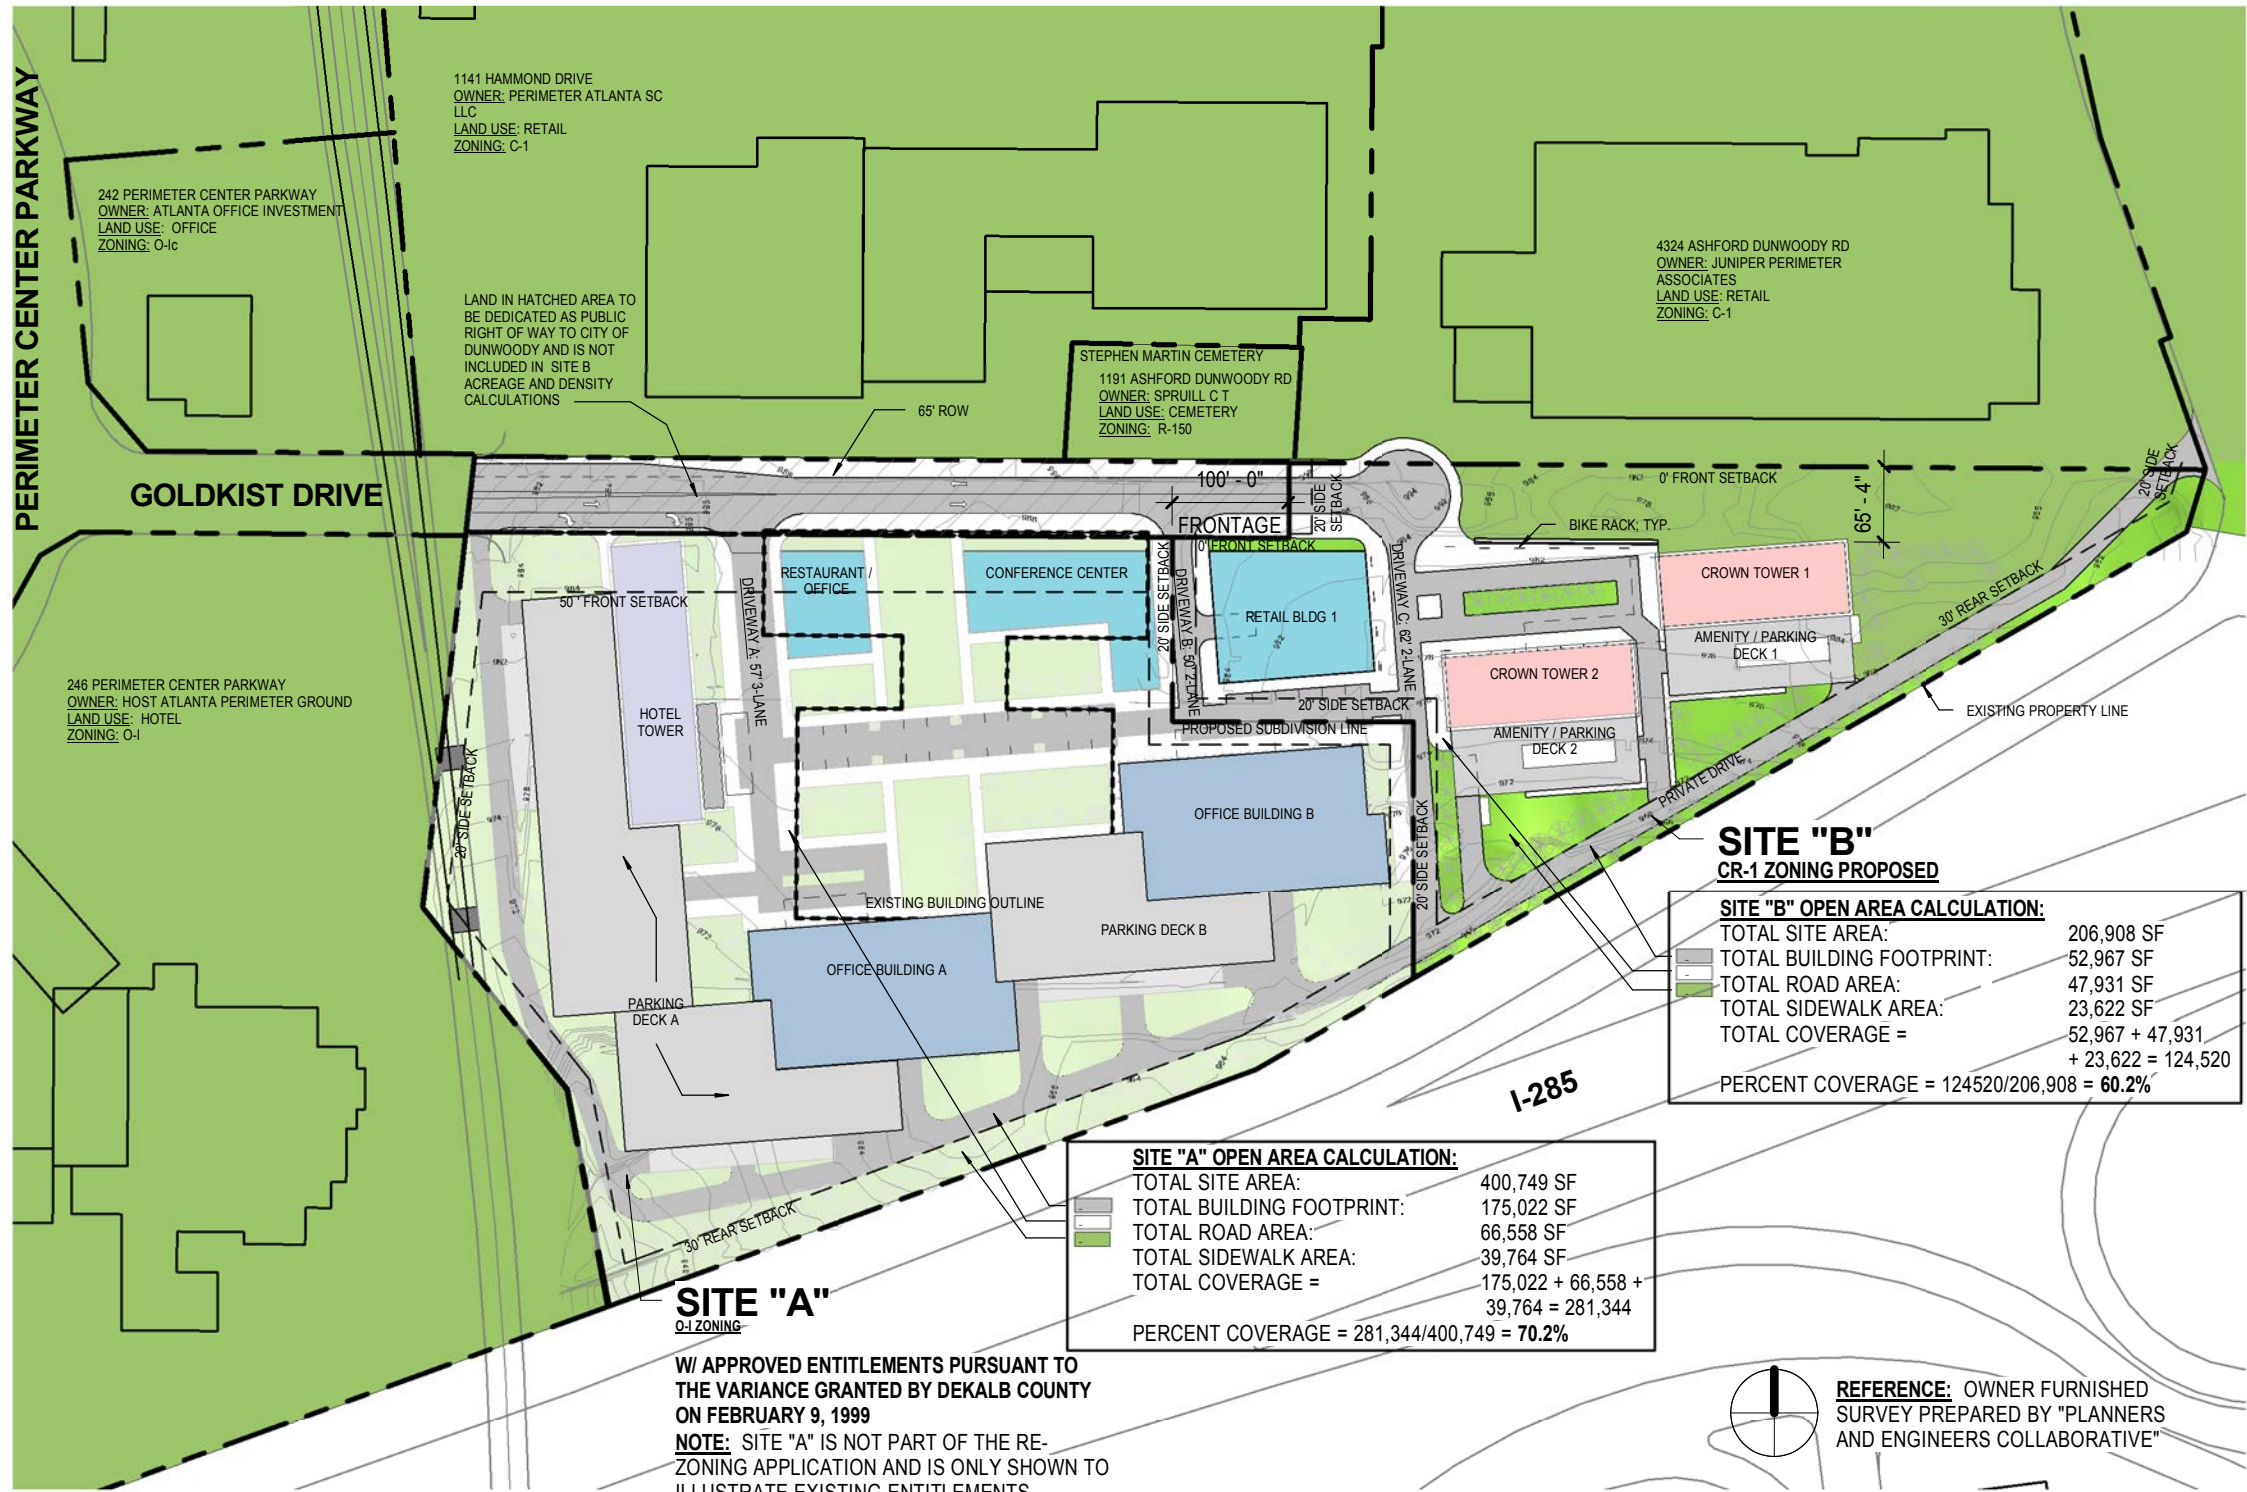 PERIMETER CENTER PARKWAY
1141 HAMMOND DRIVE
OWNER: PERIMETER ATLANTA SC
LLC
LAND USE: RETAIL
ZONING: C-1
242 PERIMETER CENTER PARKWAY
OWNER: ATLANTA OFFICE INVESTMENT
LAND USE: OFFICE
ZONING: O-Ic
4324 ASHFORD DUNWOODY RD
OWNER: JUNIPER PERIMETER
ASSOCIATES
LAND USE: RETAIL
ZONING: C-1
LAND IN HATCHED AREA TO
BE DEDICATED AS PUBLIC
RIGHT OF WAY TO CITY OF
DUNWOODY AND IS NOT
INCLUDED IN SITE B
ACREAGE AND DENSITY
CALCULATIONS
65' ROW
STEPHEN MARTIN CEMETERY
1191 ASHFORD DUNWOODY RD
OWNER: SPRUILL C T
LAND USE: CEMETERY
ZONING: R-150
GOLDKIST DRIVE
100' - 0"
FRONTAGE
20' SIDE
SETBACK
0' FRONT SETBACK
0' FRONT SETBACK
65' - 4"
20' SIDE
SETBACK
BIKE RACK; TYP.
RESTAURANT /
OFFICE
CONFERENCE CENTER
50 ' FRONT SETBACK
DRIVEWAY A: 57' 3-LANE
20' SIDE SETBACK
DRIVEWAY B: 50' 2-LANE
RETAIL BLDG 1
DRIVEWAY C: 62' 2-LANE
CROWN TOWER 1
AMENITY / PARKING
DECK 1
CROWN TOWER 2
AMENITY / PARKING
DECK 2
30' REAR SETBACK
EXISTING PROPERTY LINE
PRIVATE DRIVE
246 PERIMETER CENTER PARKWAY
OWNER: HOST ATLANTA PERIMETER GROUND
LAND USE: HOTEL
ZONING: O-I
HOTEL
TOWER
20' SIDE SETBACK
20' SIDE SETBACK
PROPOSED SUBDIVISION LINE
OFFICE BUILDING B
20' SIDE SETBACK
EXISTING BUILDING OUTLINE
PARKING DECK B
OFFICE BUILDING A
PARKING
DECK A
30' REAR SETBACK
I-285
SITE "B"
CR-1 ZONING PROPOSED
SITE "B" OPEN AREA CALCULATION:
TOTAL SITE AREA: 206,908 SF
TOTAL BUILDING FOOTPRINT: 52,967 SF
TOTAL ROAD AREA: 47,931 SF
TOTAL SIDEWALK AREA: 23,622 SF
TOTAL COVERAGE = 52,967 + 47,931
+ 23,622 = 124,520
PERCENT COVERAGE = 124520/206,908 = 60.2%
SITE "A" OPEN AREA CALCULATION:
TOTAL SITE AREA: 400,749 SF
TOTAL BUILDING FOOTPRINT: 175,022 SF
TOTAL ROAD AREA: 66,558 SF
TOTAL SIDEWALK AREA: 39,764 SF
TOTAL COVERAGE = 175,022 + 66,558 +
39,764 = 281,344
PERCENT COVERAGE = 281,344/400,749 = 70.2%
SITE "A"
O-I ZONING
W/ APPROVED ENTITLEMENTS PURSUANT TO
THE VARIANCE GRANTED BY DEKALB COUNTY
ON FEBRUARY 9, 1999
NOTE: SITE "A" IS NOT PART OF THE RE-
ZONING APPLICATION AND IS ONLY SHOWN TO
ILLUSTRATE EXISTING ENTITLEMENTS
REFERENCE: OWNER FURNISHED
SURVEY PREPARED BY "PLANNERS
AND ENGINEERS COLLABORATIVE"